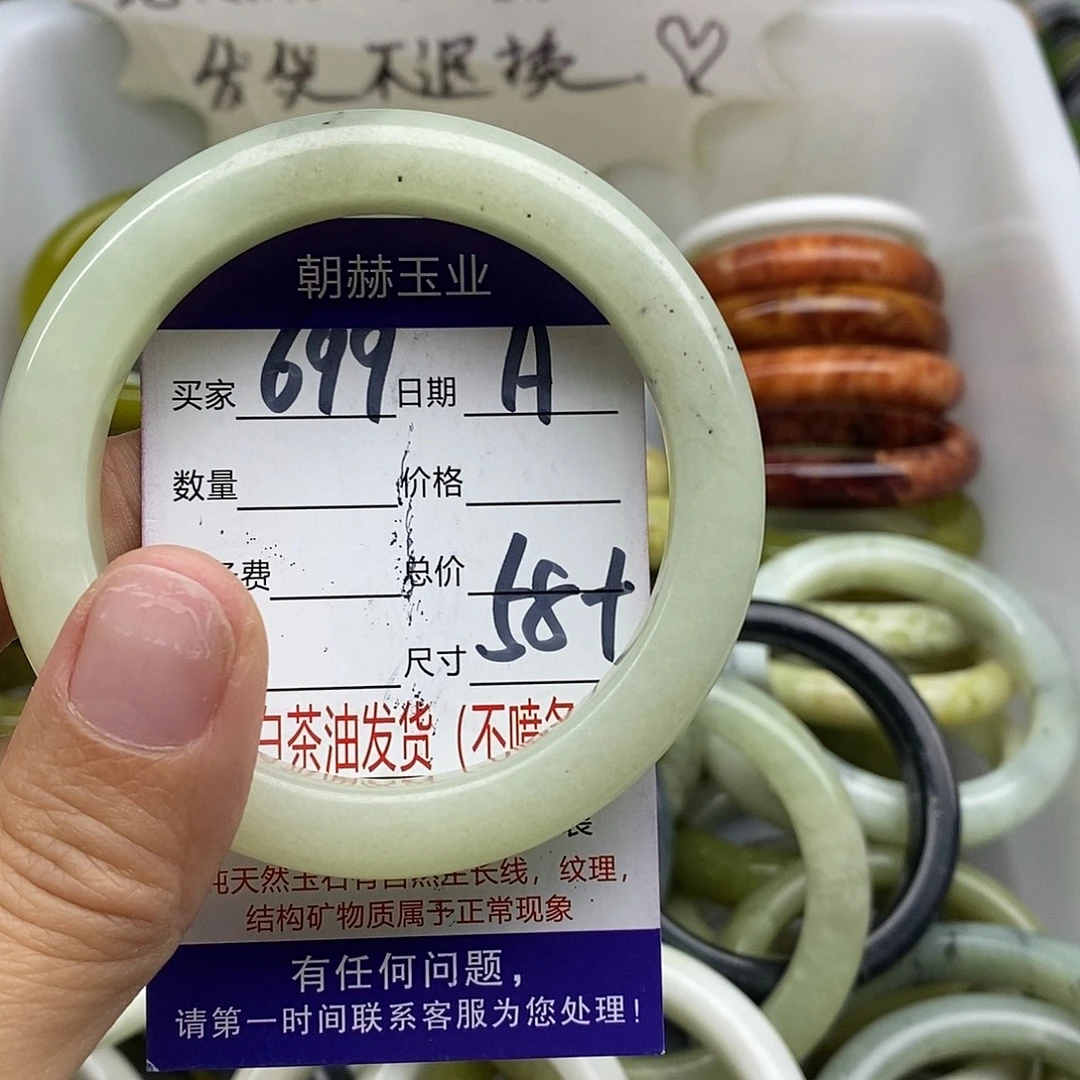 不退换
朝赫玉业
买家 699 日期 A
数量 价格
费 总价
尺寸 58+
白茶油发货（不喷
纯天然玉石有自然生长线，纹理，
结构矿物质属于正常现象
有任何问题，
请第一时间联系客服为您处理！